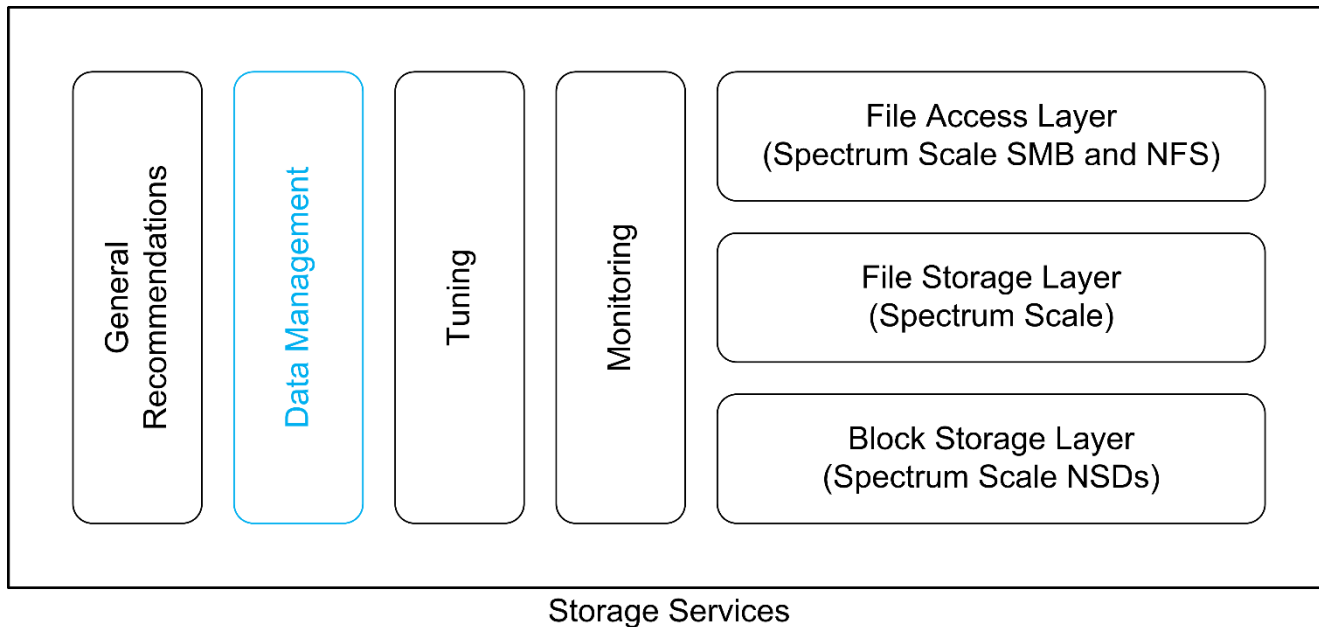 General
Recommendations
Data Management
Tuning
Monitoring
File Access Layer
(Spectrum Scale SMB and NFS)
File Storage Layer
(Spectrum Scale)
Block Storage Layer
(Spectrum Scale NSDs)
Storage Services